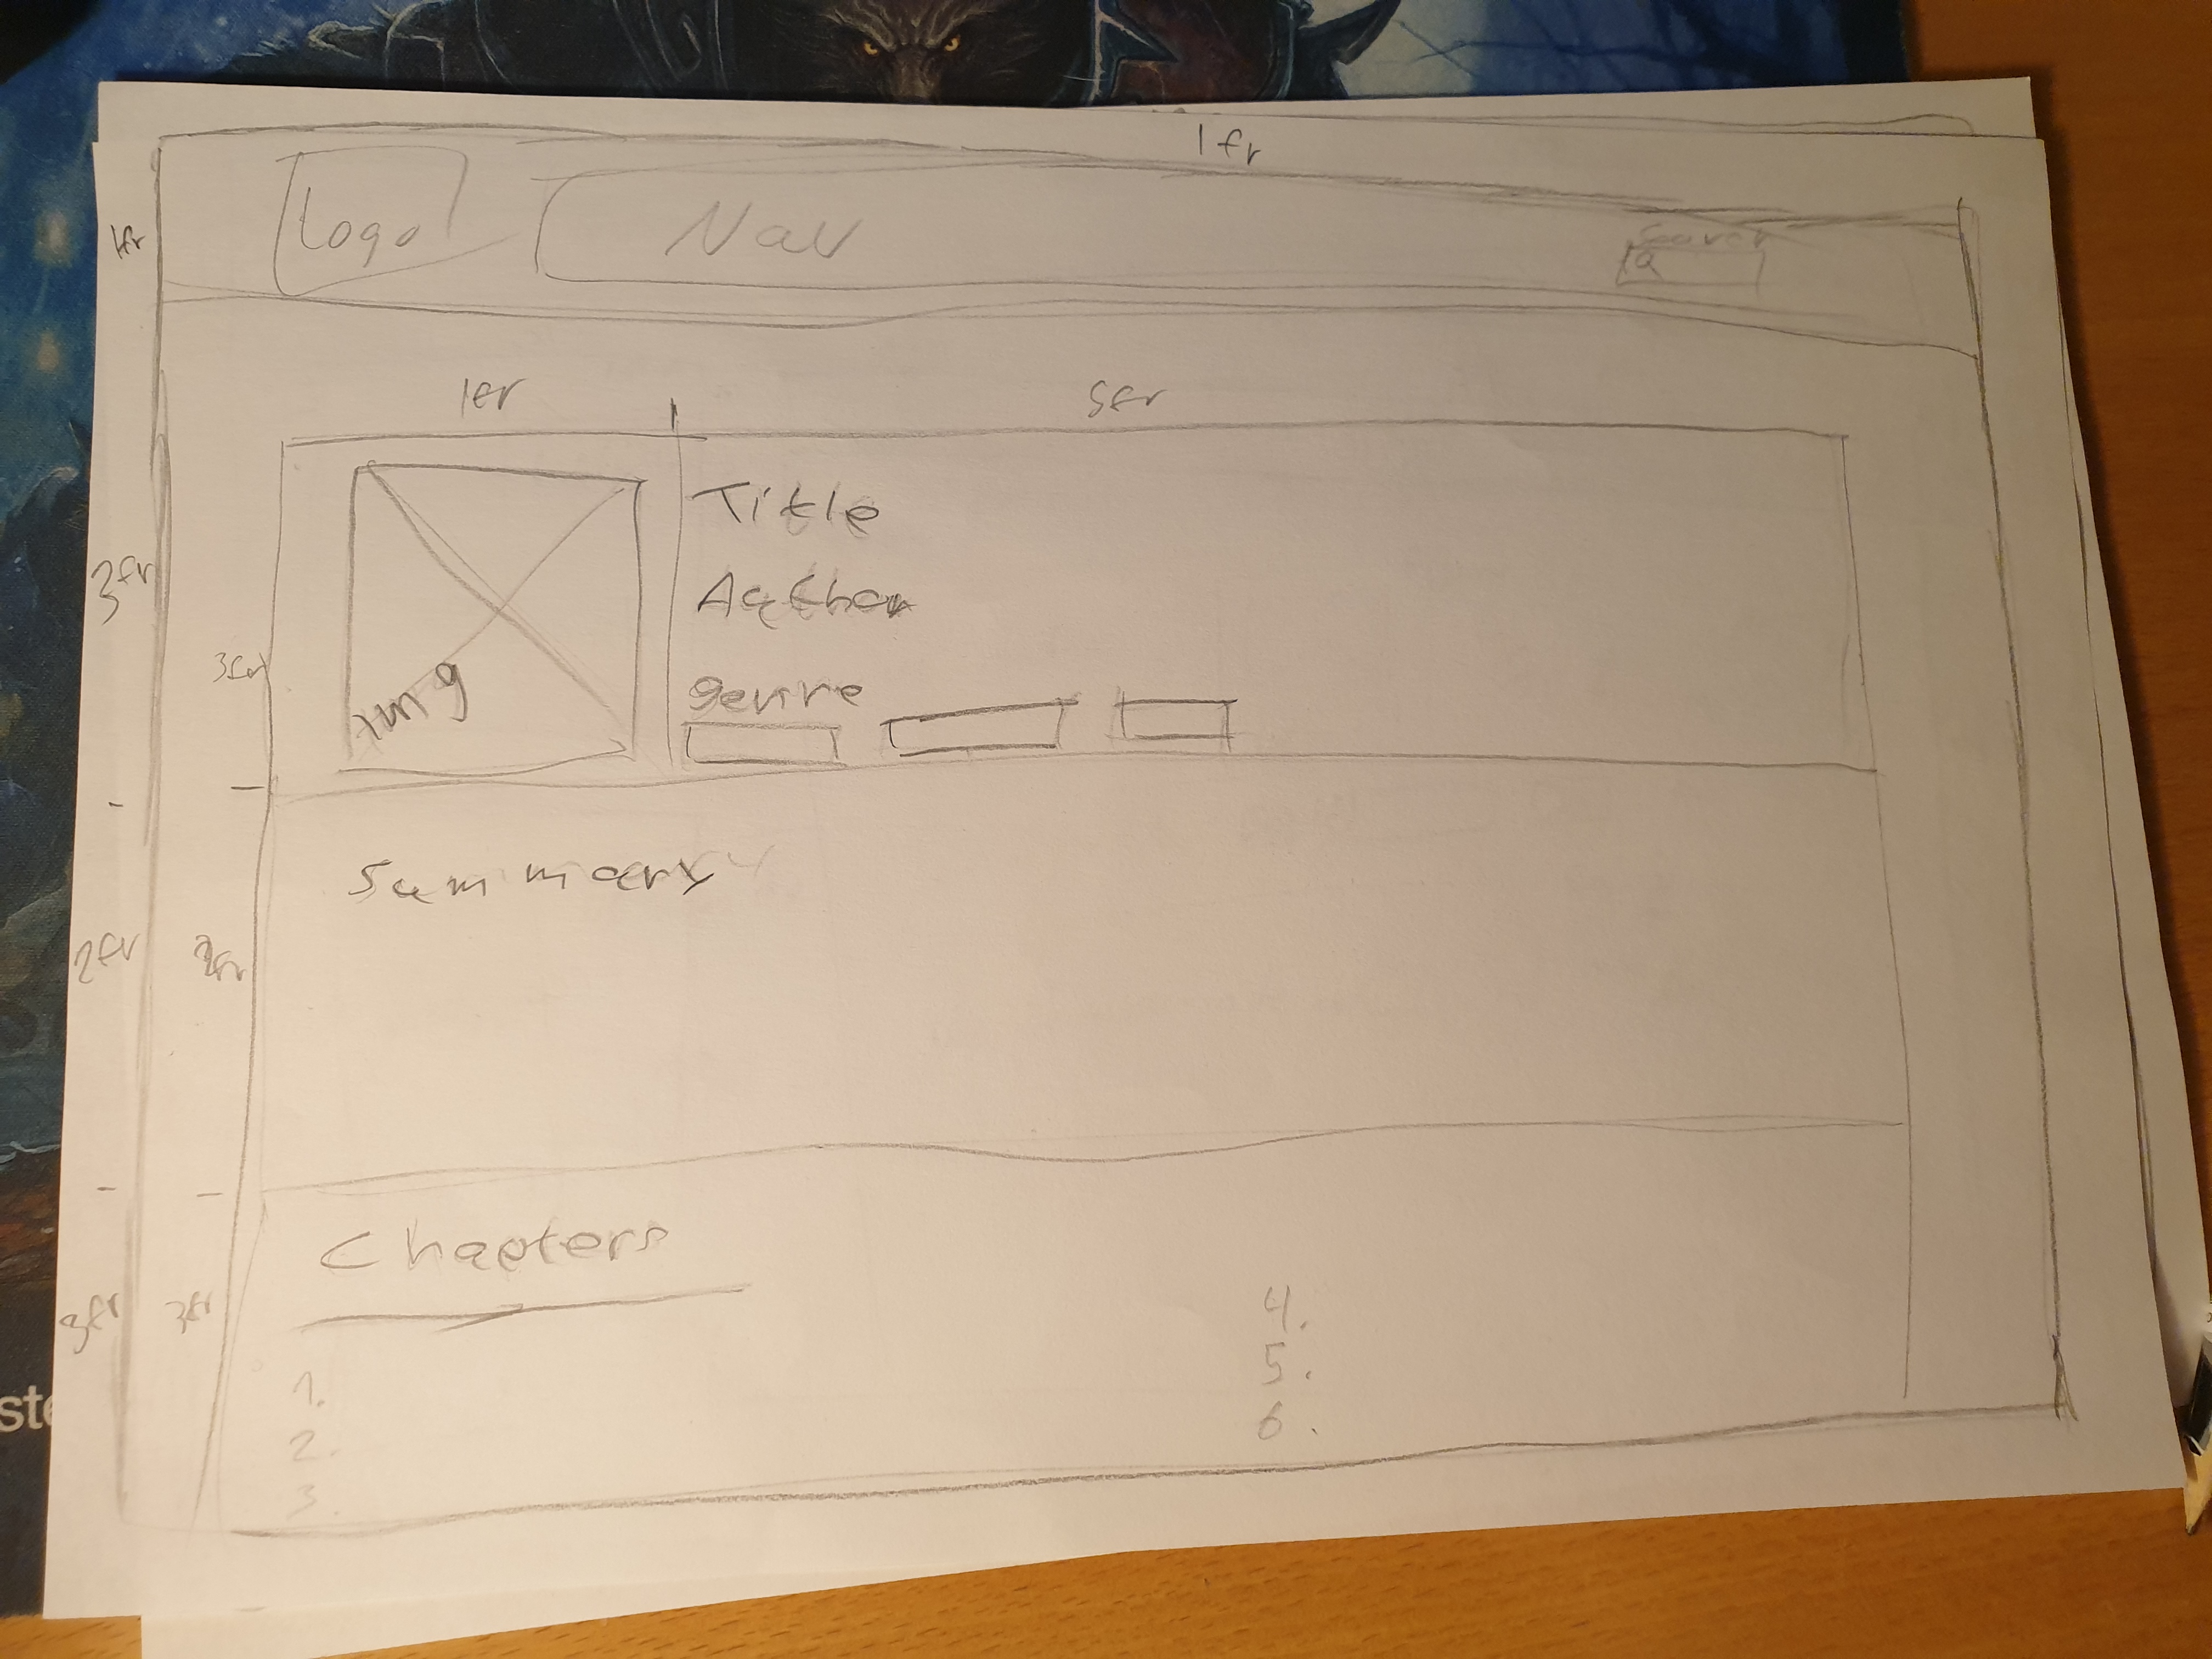 1fr
Logo
Nav
Search
1fr
1fr
5fr
Title
Author
3fr
3fr
img
genre
Summary
2fr
2fr
Chapters
3fr
3fr
4.
5.
1.
6.
2.
3.
ste